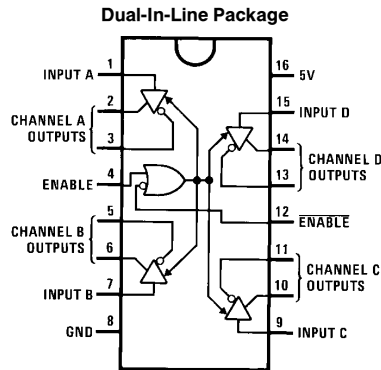 Dual-In-Line Package
1
INPUT A
2
CHANNEL A
OUTPUTS
3
4
ENABLE
5
CHANNEL B
OUTPUTS
6
7
INPUT B
8
GND
16
5V
15
INPUT D
14
CHANNEL D
OUTPUTS
13
12
ENABLE
11
CHANNEL C
OUTPUTS
10
9
INPUT C